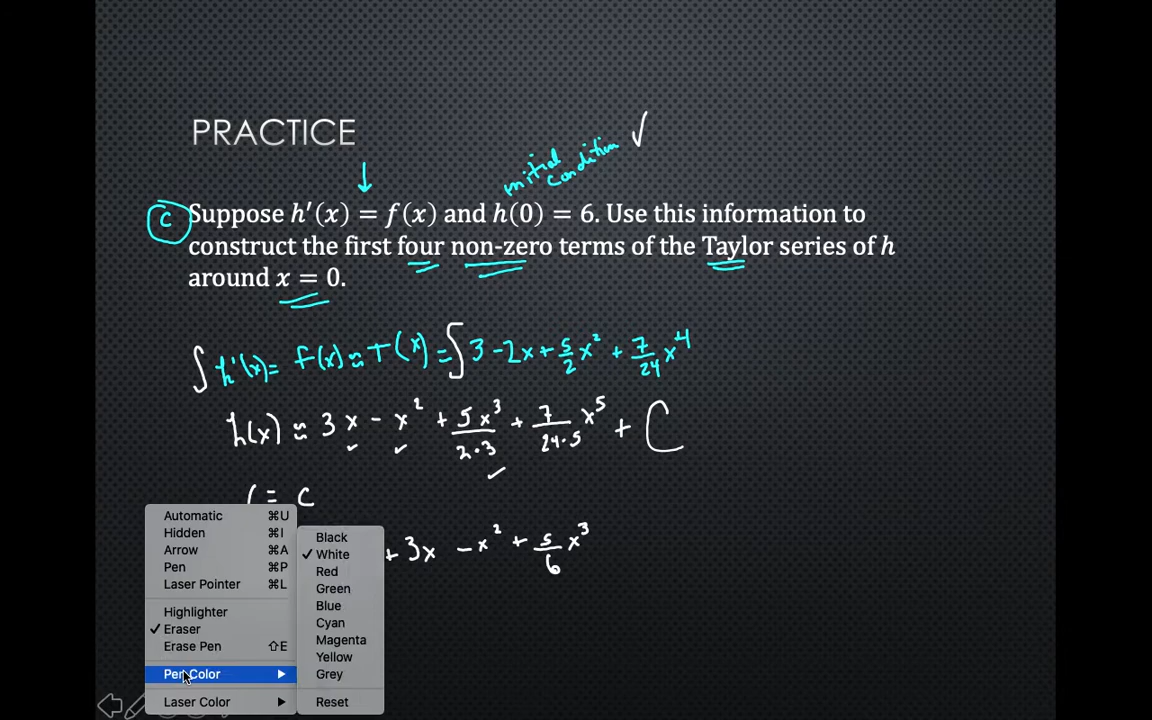 PRACTICE
initial condition ✓
↓
C Suppose h′(x) = f(x) and h(0) = 6. Use this information to
construct the first four non-zero terms of the Taylor series of h
around x = 0.
∫ h'(x) = f(x) ≈ T(x) = ∫ 3 - 2x + 5/2 x² + 7/24 x⁴
h(x) ≈ 3x - x² + 5x³/2·3 + 7/24·5 x⁵ + C
= C
+ 3x - x² + 5/6 x³
Automatic ⌘U
Hidden ⌘I
Arrow ⌘A
Pen ⌘P
Laser Pointer ⌘L
Highlighter
✓ Eraser
Erase Pen ⇧E
Pen Color ▶
Laser Color ▶
Black
✓ White
Red
Green
Blue
Cyan
Magenta
Yellow
Grey
Reset